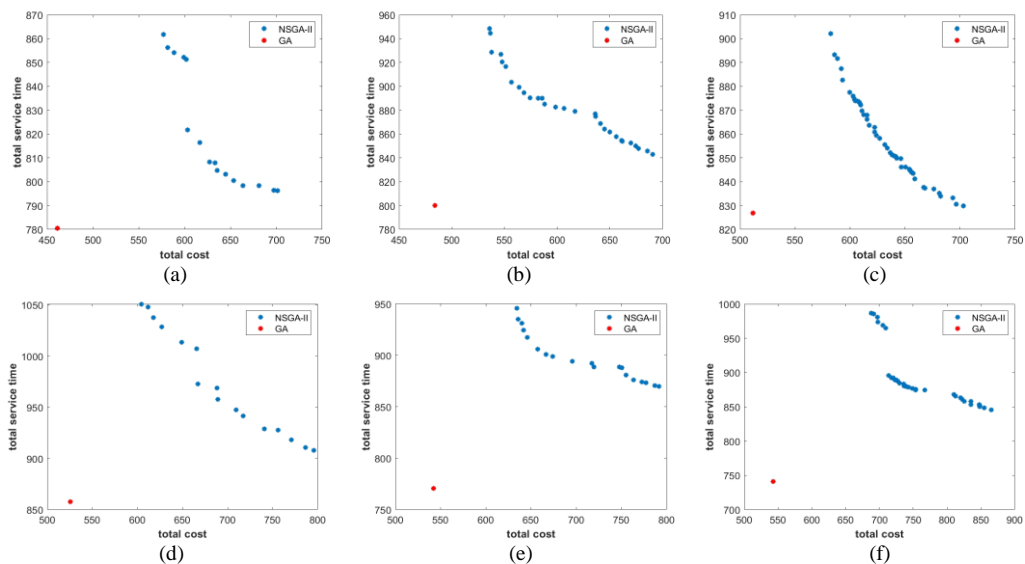 870
860
850
840
830
820
810
800
790
780
total service time
450 500 550 600 650 700 750
total cost
NSGA-II
GA
(a)
960
940
920
900
880
860
840
820
800
780
total service time
450 500 550 600 650 700
total cost
NSGA-II
GA
(b)
910
900
890
880
870
860
850
840
830
820
total service time
500 550 600 650 700 750
total cost
NSGA-II
GA
(c)
1050
1000
950
900
850
total service time
500 550 600 650 700 750 800
total cost
NSGA-II
GA
(d)
950
900
850
800
750
total service time
500 550 600 650 700 750 800
total cost
NSGA-II
GA
(e)
1000
950
900
850
800
750
700
total service time
500 550 600 650 700 750 800 850 900
total cost
NSGA-II
GA
(f)